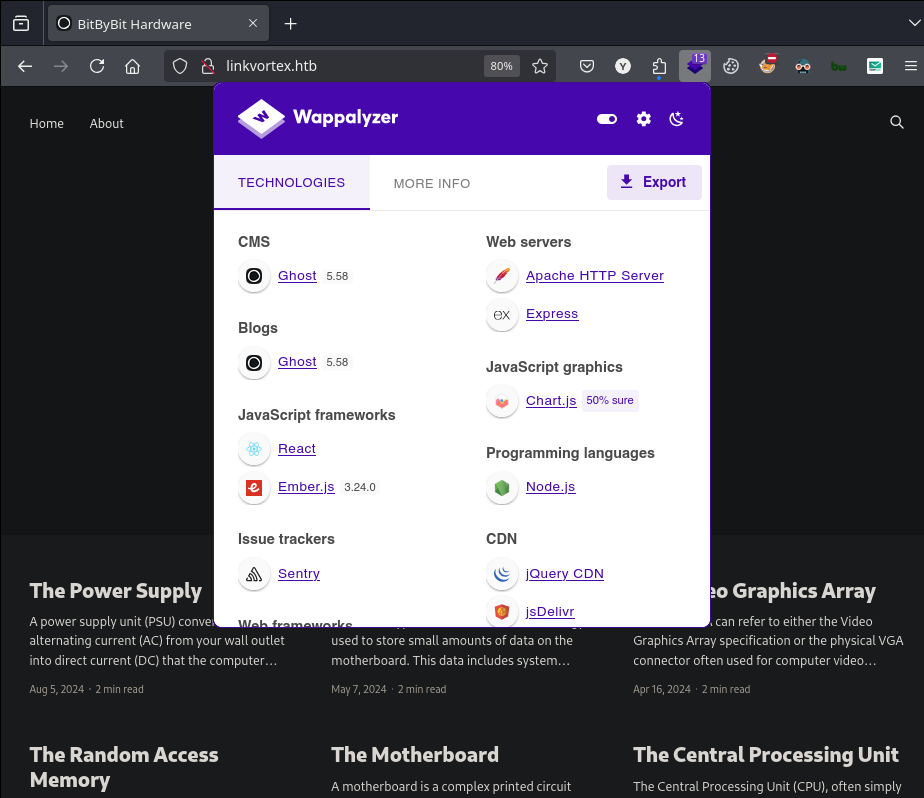 BitByBit Hardware
linkvortex.htb
80%
13
Home
About
Wappalyzer
TECHNOLOGIES
MORE INFO
Export
CMS
Ghost 5.58
Blogs
Ghost 5.58
JavaScript frameworks
React
Ember.js 3.24.0
Issue trackers
Sentry
Web frameworks
Web servers
Apache HTTP Server
ex Express
JavaScript graphics
Chart.js 50% sure
Programming languages
Node.js
CDN
jQuery CDN
jsDelivr
The Power Supply
A power supply unit (PSU) conver
alternating current (AC) from your wall outlet
into direct current (DC) that the computer…
Aug 5, 2024 · 2 min read
used to store small amounts of data on the
motherboard. This data includes system…
May 7, 2024 · 2 min read
eo Graphics Array
can refer to either the Video
Graphics Array specification or the physical VGA
connector often used for computer video…
Apr 16, 2024 · 2 min read
The Random Access
Memory
The Motherboard
A motherboard is a complex printed circuit
The Central Processing Unit
The Central Processing Unit (CPU), often simply